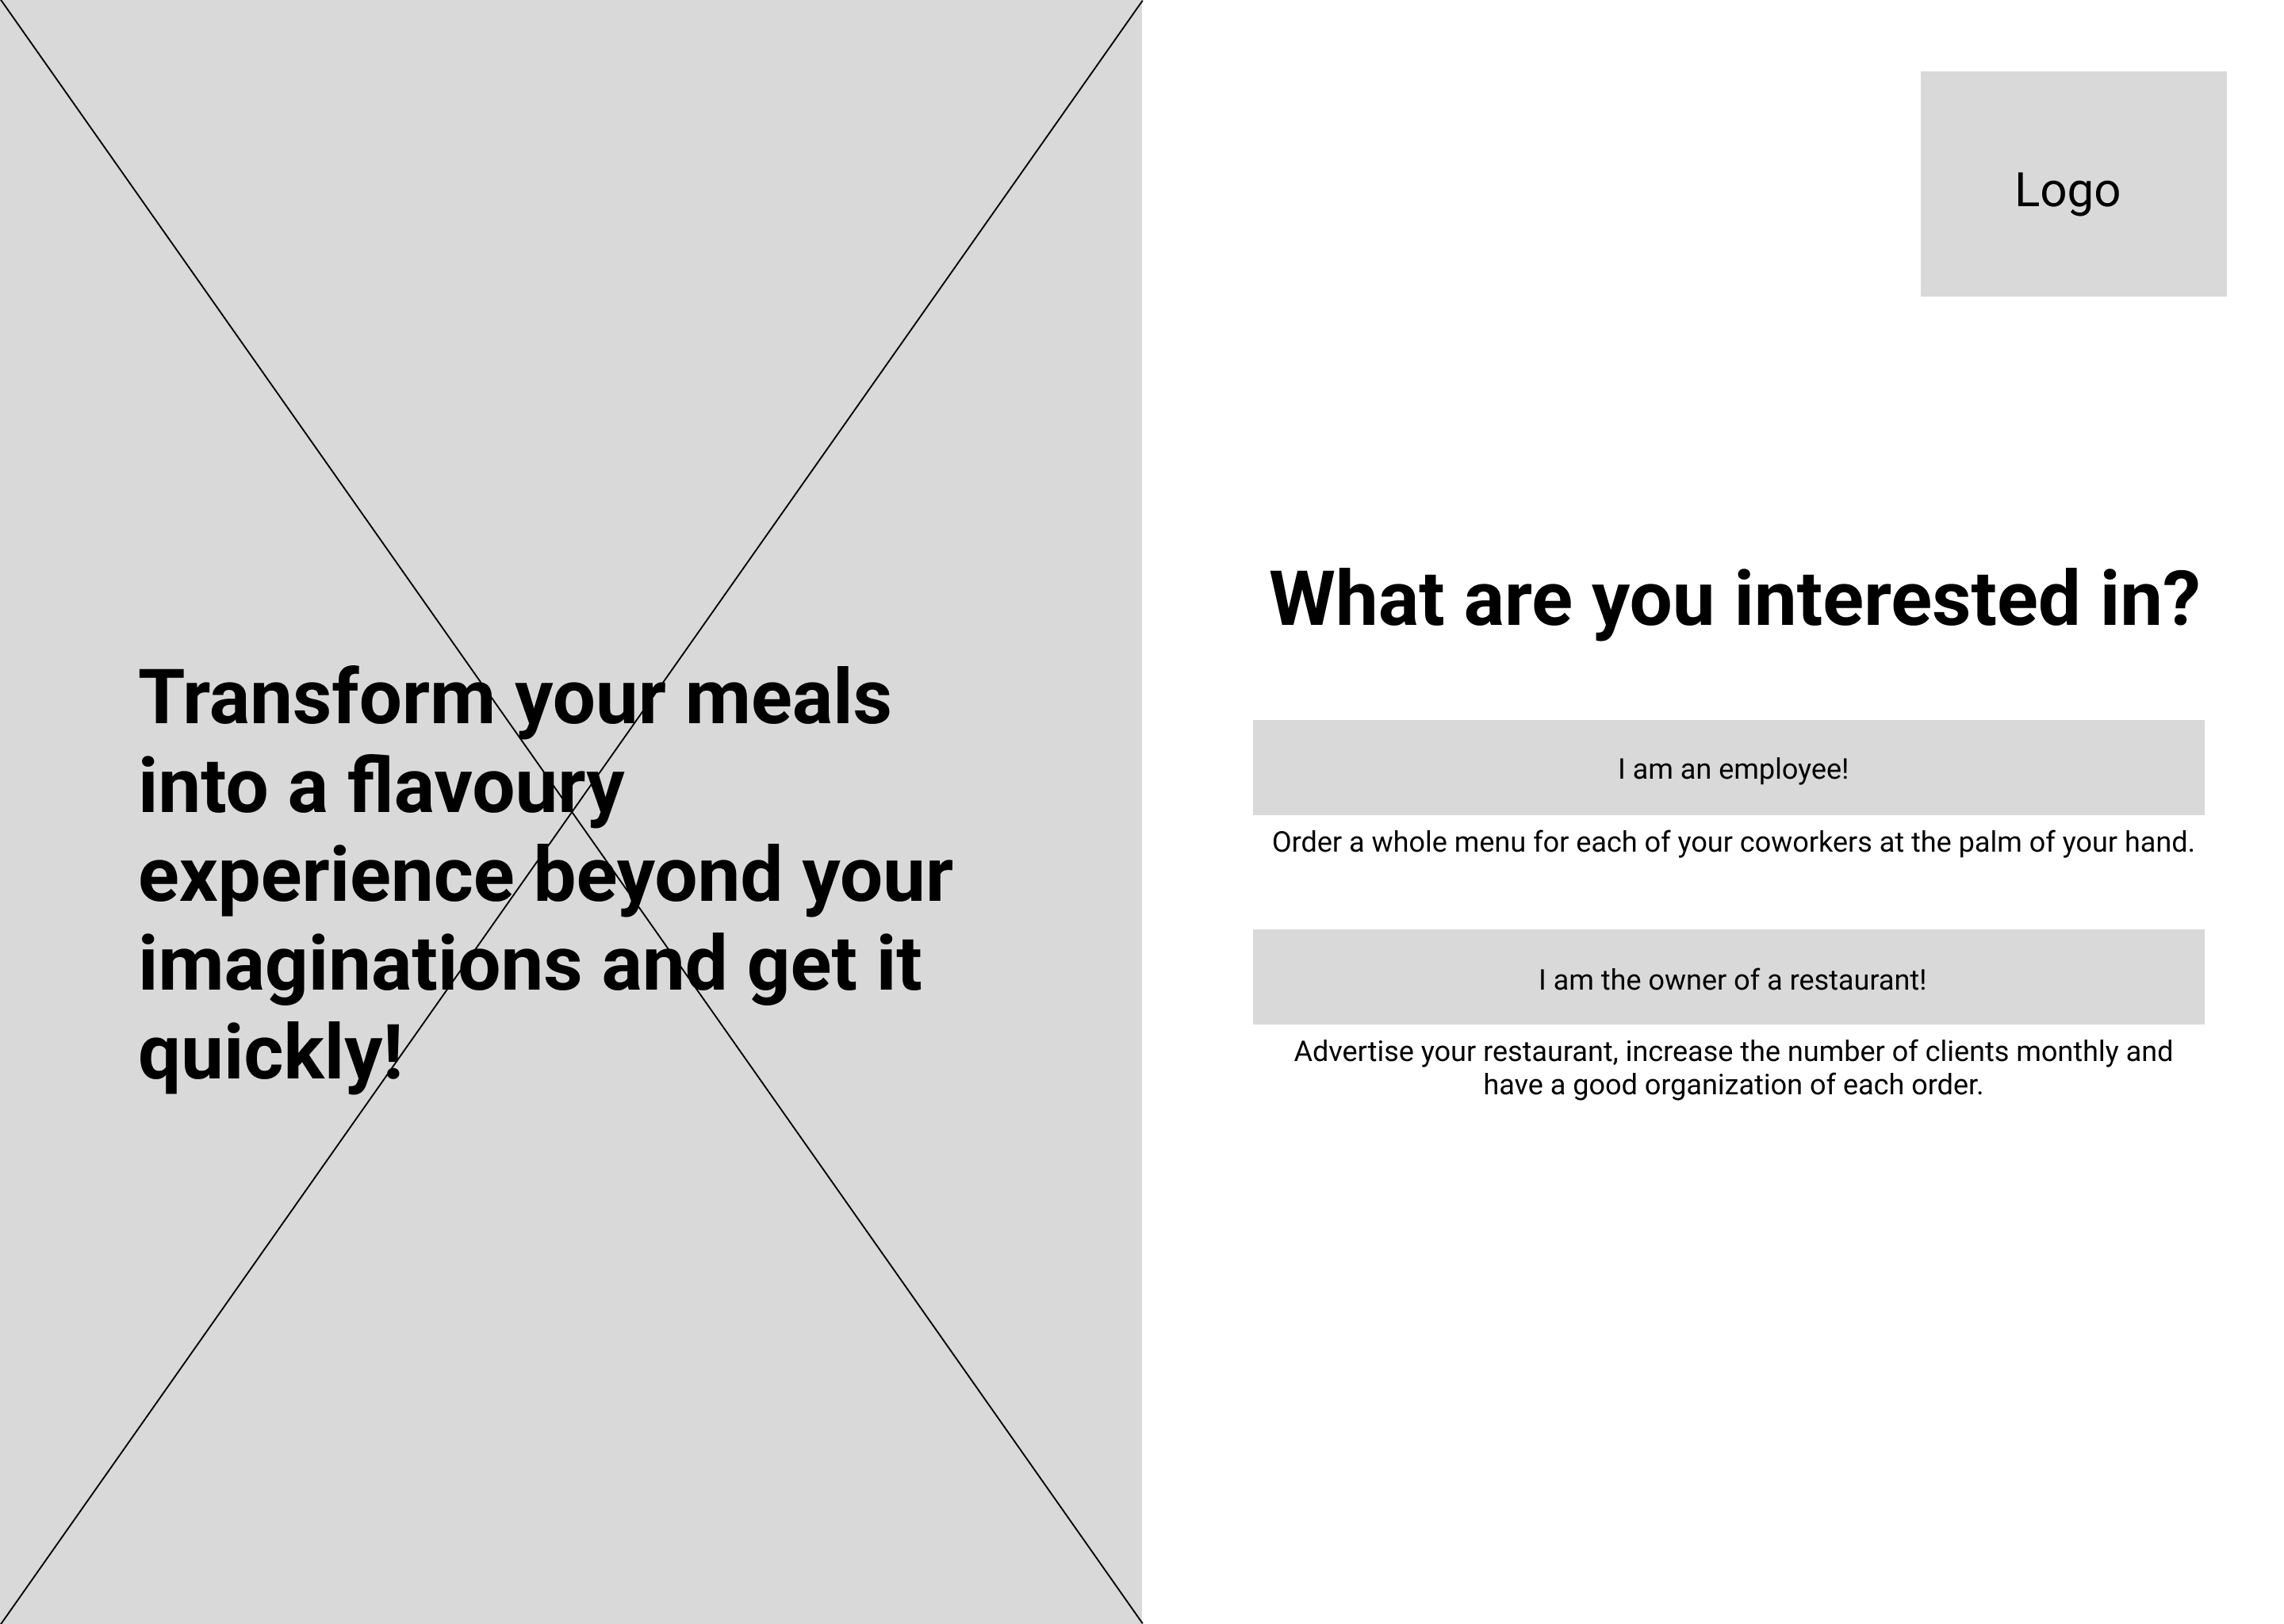 Transform your meals
into a flavoury
experience beyond your
imaginations and get it
quickly!
Logo
What are you interested in?
I am an employee!
Order a whole menu for each of your coworkers at the palm of your hand.
I am the owner of a restaurant!
Advertise your restaurant, increase the number of clients monthly and
have a good organization of each order.